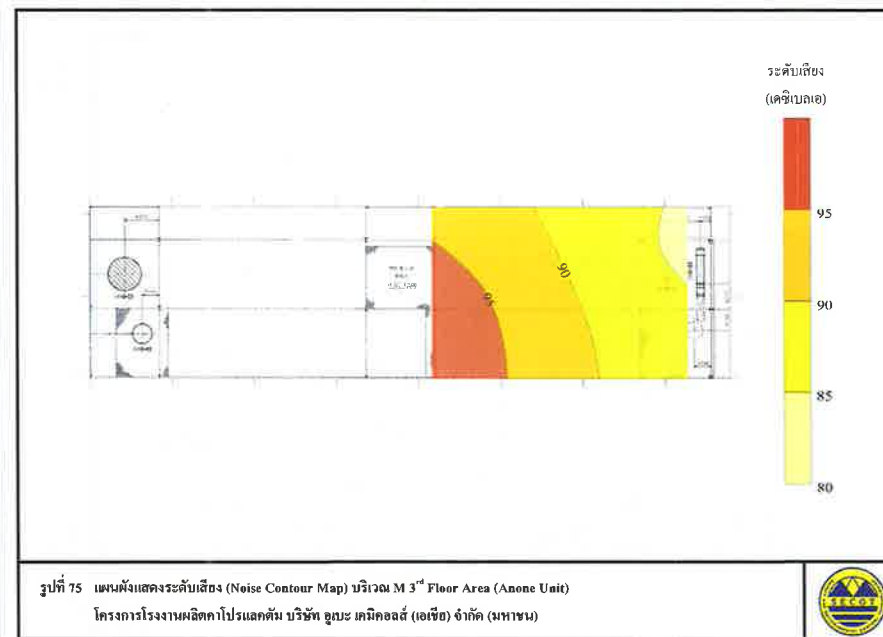 ระดับเสียง
(เดซิเบลเอ)
95
90
85
80
95
90
รูปที่ 75 แผนผังแสดงระดับเสียง (Noise Contour Map) บริเวณ M 3rd Floor Area (Anone Unit)
โครงการโรงงานผลิตคาโปรแลคตัม บริษัท อูเบะ เคมิคอลส์ (เอเชีย) จำกัด (มหาชน)
SECOT